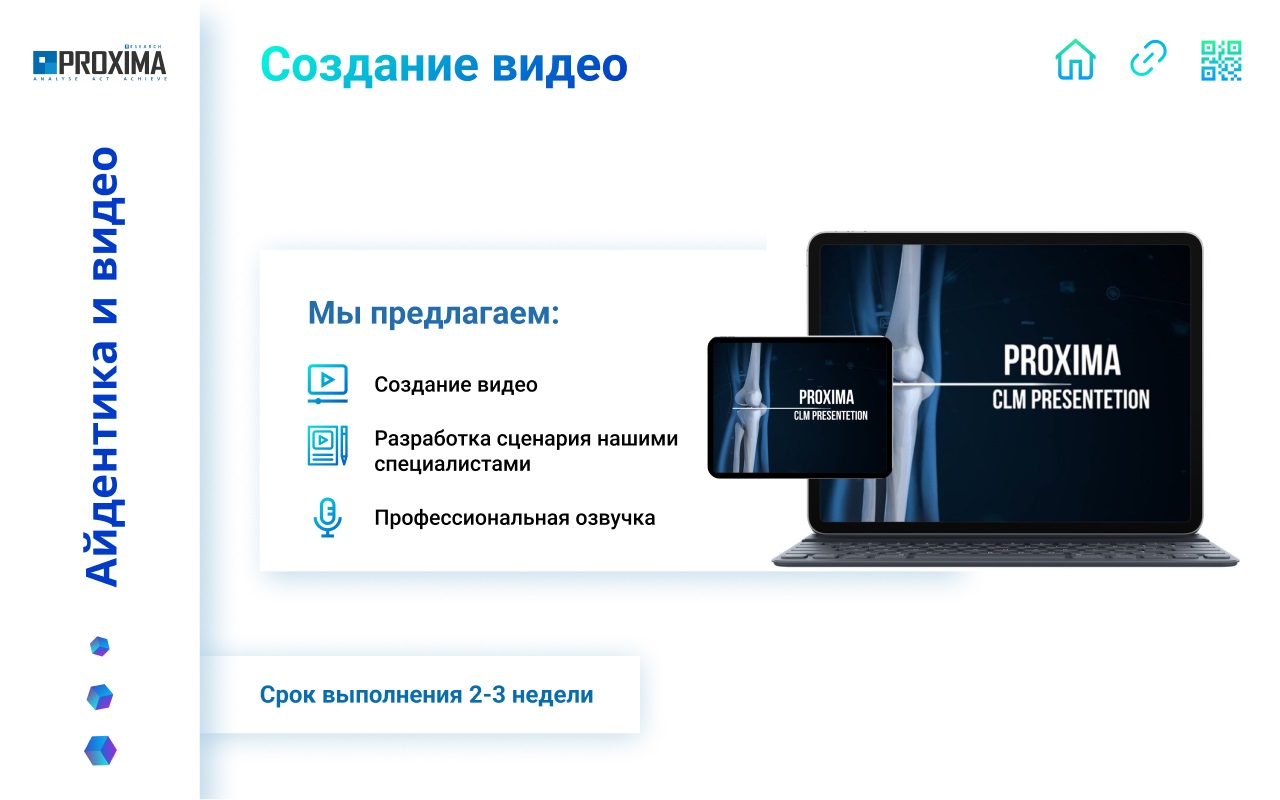 RESEARCH
PROXIMA
ANALYSE ACT ACHIEVE
Создание видео
Айдентика и видео
Мы предлагаем:
Создание видео
Разработка сценария нашими
специалистами
Профессиональная озвучка
PROXIMA
CLM PRESENTETION
PROXIMA
CLM PRESENTETION
Срок выполнения 2-3 недели